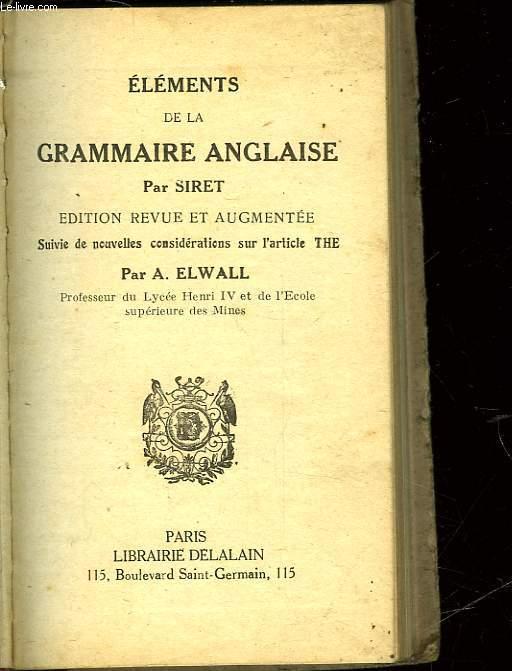 Le-livre.com
ÉLÉMENTS
DE LA
GRAMMAIRE ANGLAISE
Par SIRET
EDITION REVUE ET AUGMENTÉE
Suivie de nouvelles considérations sur l'article THE
Par A. ELWALL
Professeur du Lycée Henri IV et de l'Ecole
supérieure des Mines
D
PARIS
LIBRAIRIE DELALAIN
115, Boulevard Saint-Germain, 115